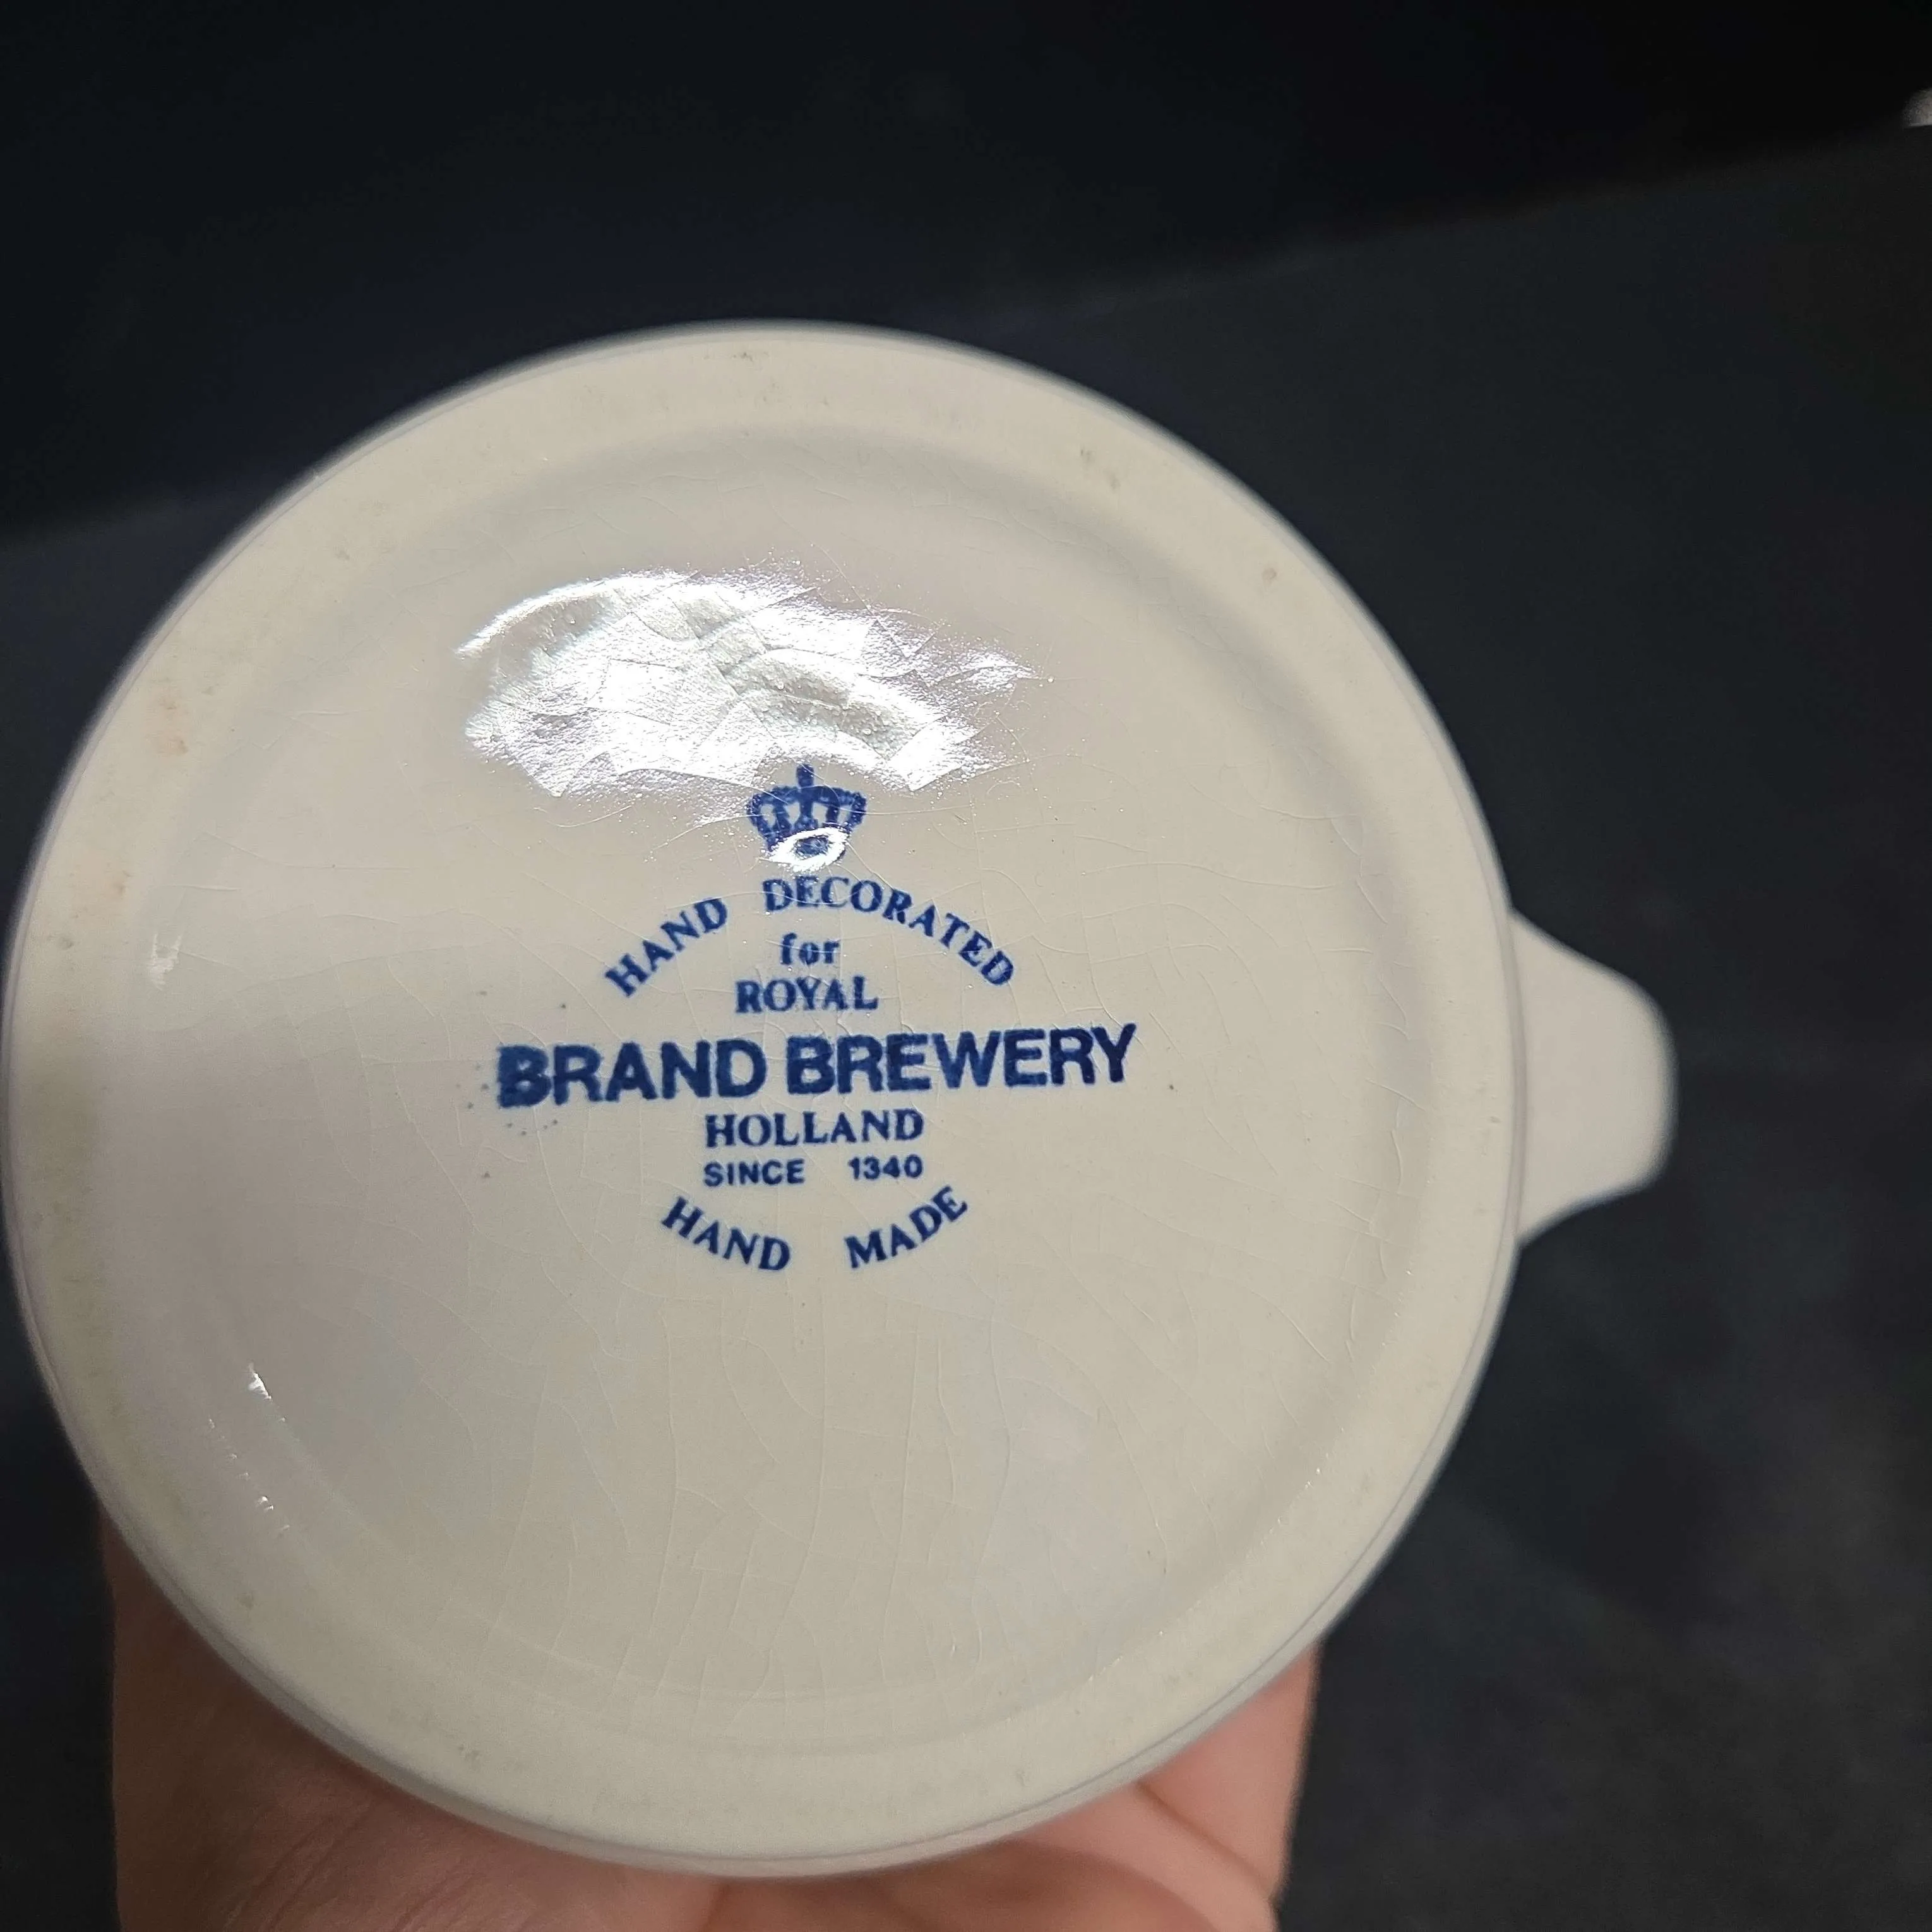 HAND DECORATED
for
ROYAL
BRAND BREWERY
HOLLAND
SINCE 1340
HAND MADE